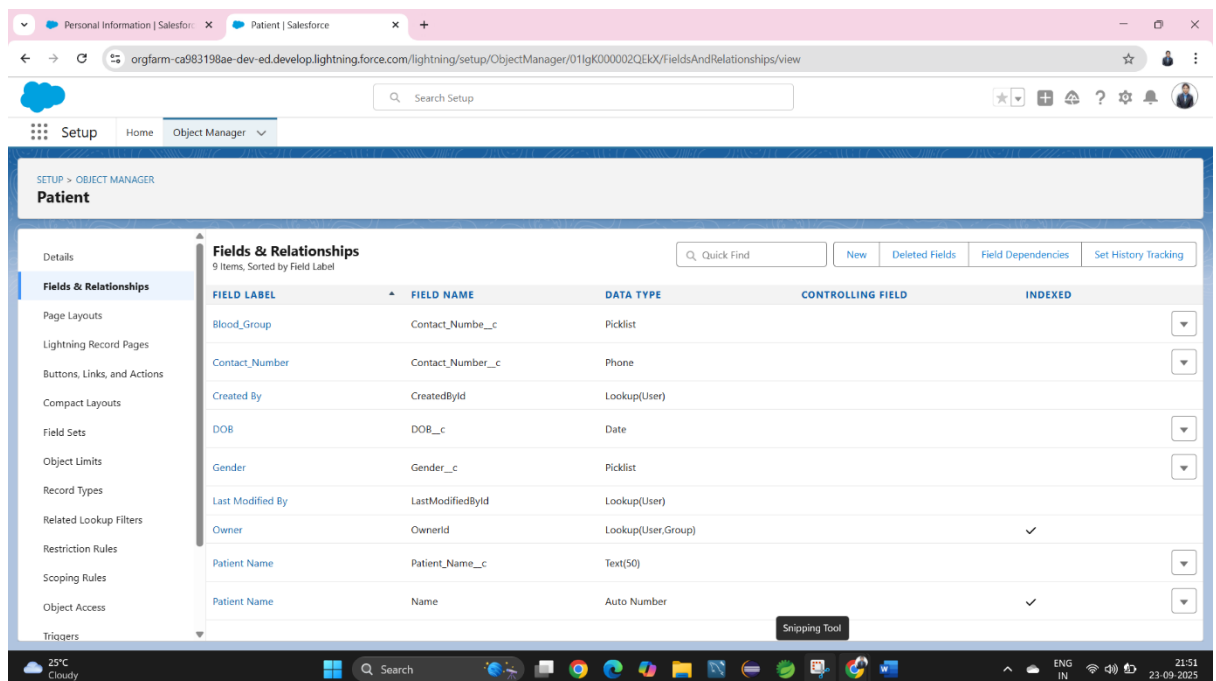 Personal Information | Salesforc
Patient | Salesforce
orgfarm-ca983198ae-dev-ed.develop.lightning.force.com/lightning/setup/ObjectManager/01IgK000002QEkX/FieldsAndRelationships/view
Search Setup
Setup Home Object Manager
SETUP > OBJECT MANAGER
Patient
Details
Fields & Relationships
Page Layouts
Lightning Record Pages
Buttons, Links, and Actions
Compact Layouts
Field Sets
Object Limits
Record Types
Related Lookup Filters
Restriction Rules
Scoping Rules
Object Access
Triggers
Fields & Relationships
9 Items, Sorted by Field Label
Quick Find New Deleted Fields Field Dependencies Set History Tracking
FIELD LABEL FIELD NAME DATA TYPE CONTROLLING FIELD INDEXED
Blood_Group Contact_Numbe__c Picklist
Contact_Number Contact_Number__c Phone
Created By CreatedById Lookup(User)
DOB DOB__c Date
Gender Gender__c Picklist
Last Modified By LastModifiedById Lookup(User)
Owner OwnerId Lookup(User,Group)
Patient Name Patient_Name__c Text(50)
Patient Name Name Auto Number
Snipping Tool
25°C
Cloudy
Search
ENG
IN
21:51
23-09-2025